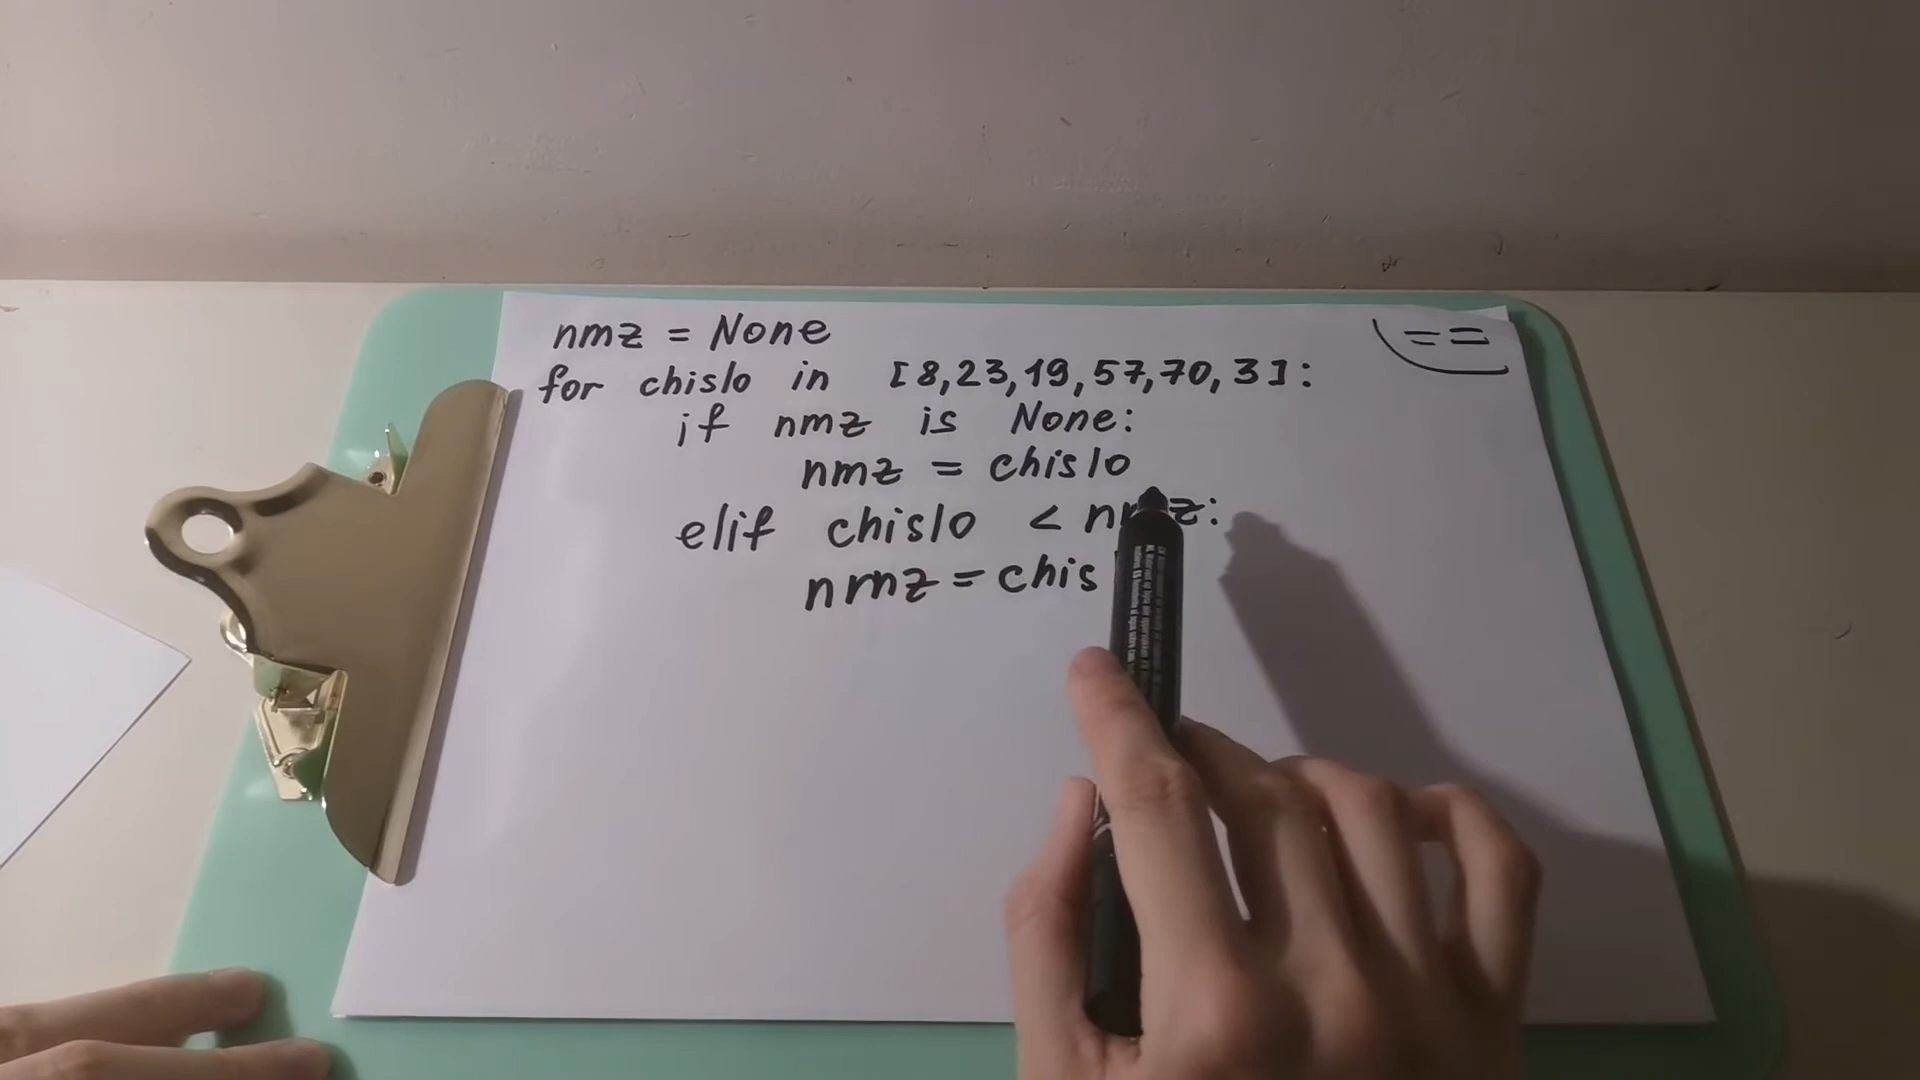 nmz = None
==
for chislo in [8,23,19,57,70,3]:
if nmz is None:
nmz = chislo
elif chislo < nmz:
nmz = chis